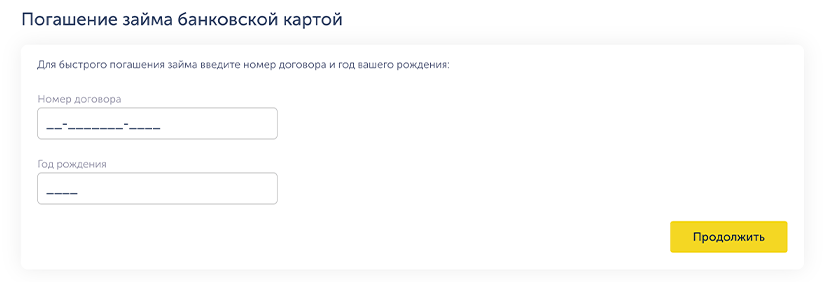 Погашение займа банковской картой
Для быстрого погашения займа введите номер договора и год вашего рождения:
Номер договора
__-_______-____
Год рождения
____
Продолжить